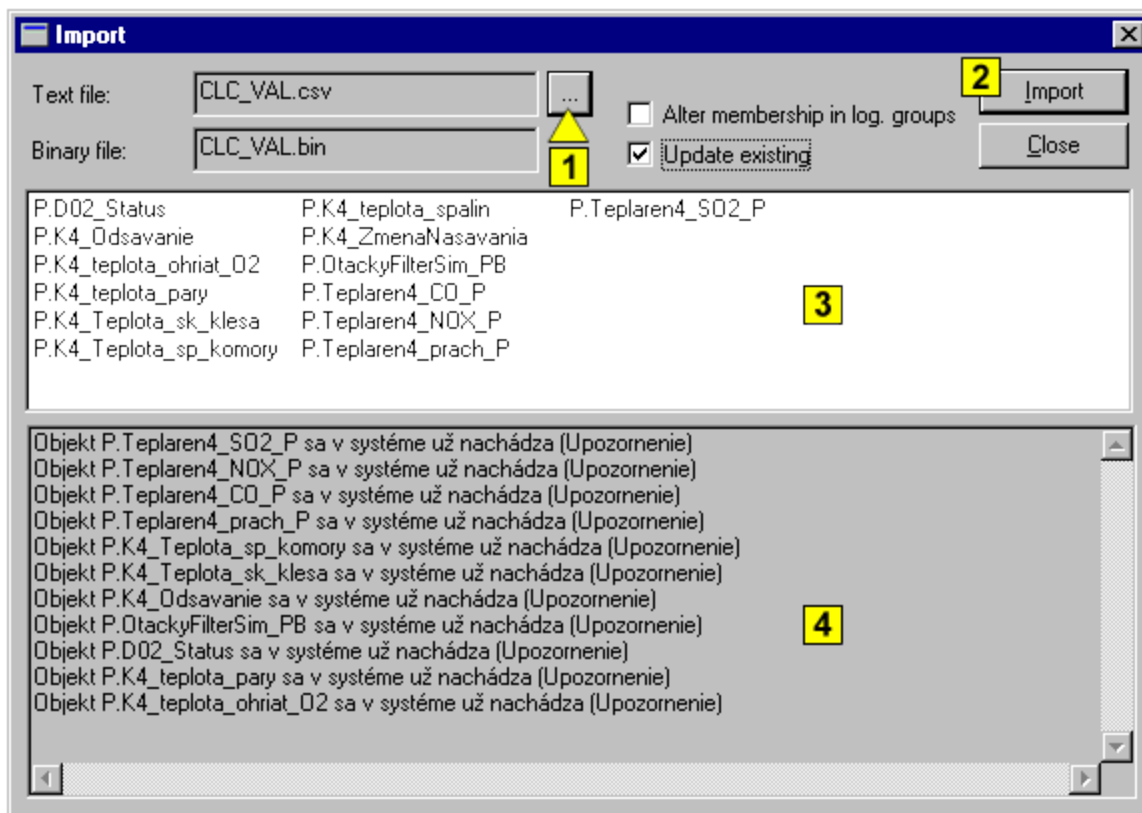 Import
Text file:
CLC_VAL.csv
...
2
Import
Alter membership in log. groups
Binary file:
CLC_VAL.bin
1
Update existing
Close
P.D02_Status P.K4_teplota_spalin P.Teplaren4_SO2_P
P.K4_Odsavanie P.K4_ZmenaNasavania
P.K4_teplota_ohriat_O2 P.OtackyFilterSim_PB
P.K4_teplota_pary P.Teplaren4_CO_P
3
P.K4_Teplota_sk_klesa P.Teplaren4_NOX_P
P.K4_Teplota_sp_komory P.Teplaren4_prach_P
Objekt P.Teplaren4_SO2_P sa v systéme už nachádza (Upozornenie)
Objekt P.Teplaren4_NOX_P sa v systéme už nachádza (Upozornenie)
Objekt P.Teplaren4_CO_P sa v systéme už nachádza (Upozornenie)
Objekt P.Teplaren4_prach_P sa v systéme už nachádza (Upozornenie)
Objekt P.K4_Teplota_sp_komory sa v systéme už nachádza (Upozornenie)
Objekt P.K4_Teplota_sk_klesa sa v systéme už nachádza (Upozornenie)
Objekt P.K4_Odsavanie sa v systéme už nachádza (Upozornenie)
Objekt P.OtackyFilterSim_PB sa v systéme už nachádza (Upozornenie)
4
Objekt P.D02_Status sa v systéme už nachádza (Upozornenie)
Objekt P.K4_teplota_pary sa v systéme už nachádza (Upozornenie)
Objekt P.K4_teplota_ohriat_O2 sa v systéme už nachádza (Upozornenie)